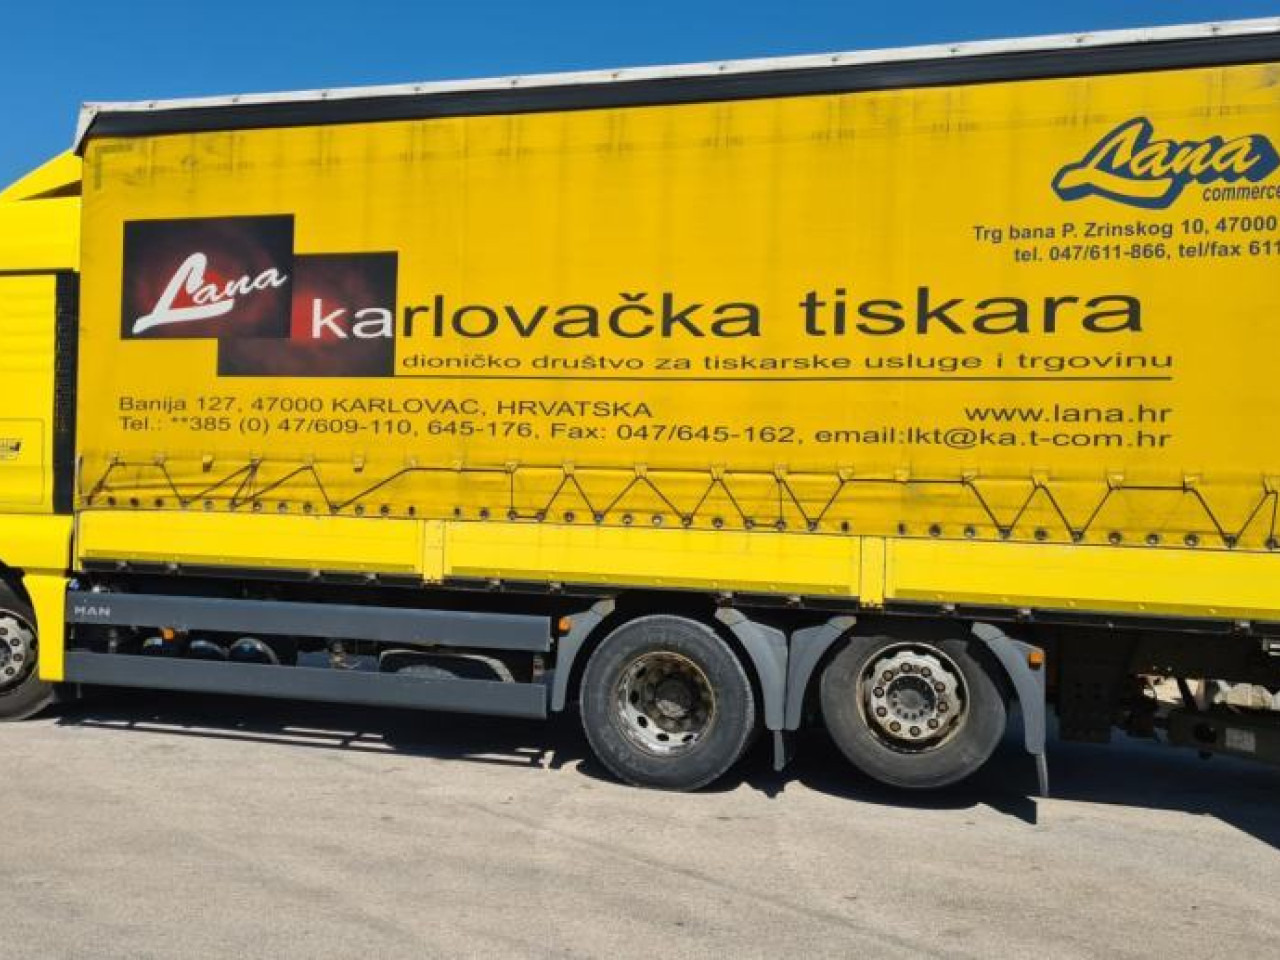 Lana
commerce
Trg bana P. Zrinskog 10, 47000
tel. 047/611-866, tel/fax 611
Lana
karlovačka tiskara
dioničko društvo za tiskarske usluge i trgovinu
Banija 127, 47000 KARLOVAC, HRVATSKA
www.lana.hr
Tel.: **385 (0) 47/609-110, 645-176, Fax: 047/645-162, email:lkt@ka.t-com.hr
MAN